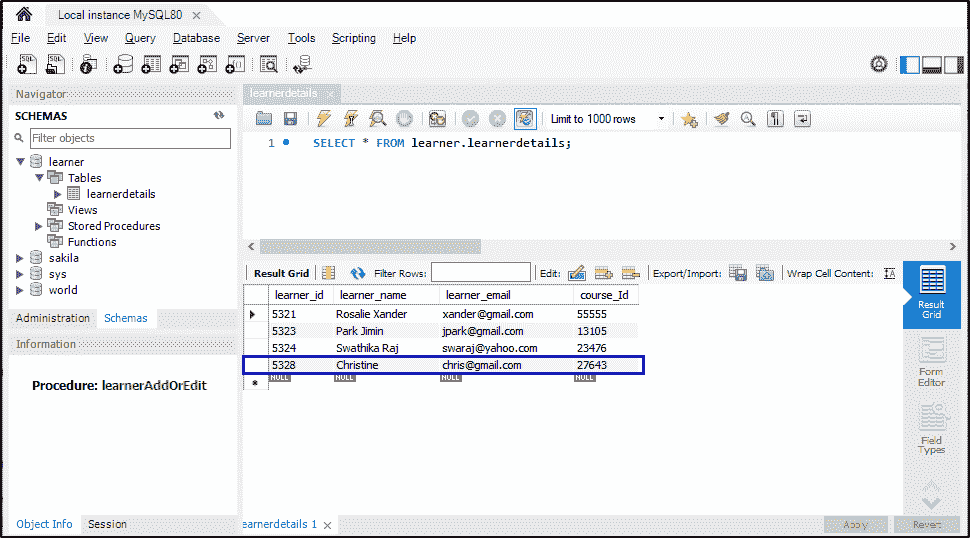 Local instance MySQL80
File Edit View Query Database Server Tools Scripting Help
Navigator
SCHEMAS
Filter objects
learner
Tables
learnerdetails
Views
Stored Procedures
Functions
sakila
sys
world
Administration Schemas
Information
Procedure: learnerAddOrEdit
Object Info Session
learnerdetails
Limit to 1000 rows
1 SELECT * FROM learner.learnerdetails;
Result Grid Filter Rows: Edit: Export/Import: Wrap Cell Content:
learner_id learner_name learner_email course_Id
5321 Rosalie Xander xander@gmail.com 55555
5323 Park Jimin jpark@gmail.com 13105
5324 Swathika Raj swaraj@yahoo.com 23476
5328 Christine chris@gmail.com 27643
NULL NULL NULL NULL
Result
Grid
Form
Editor
Field
Types
earnerdetails 1
Apply Revert